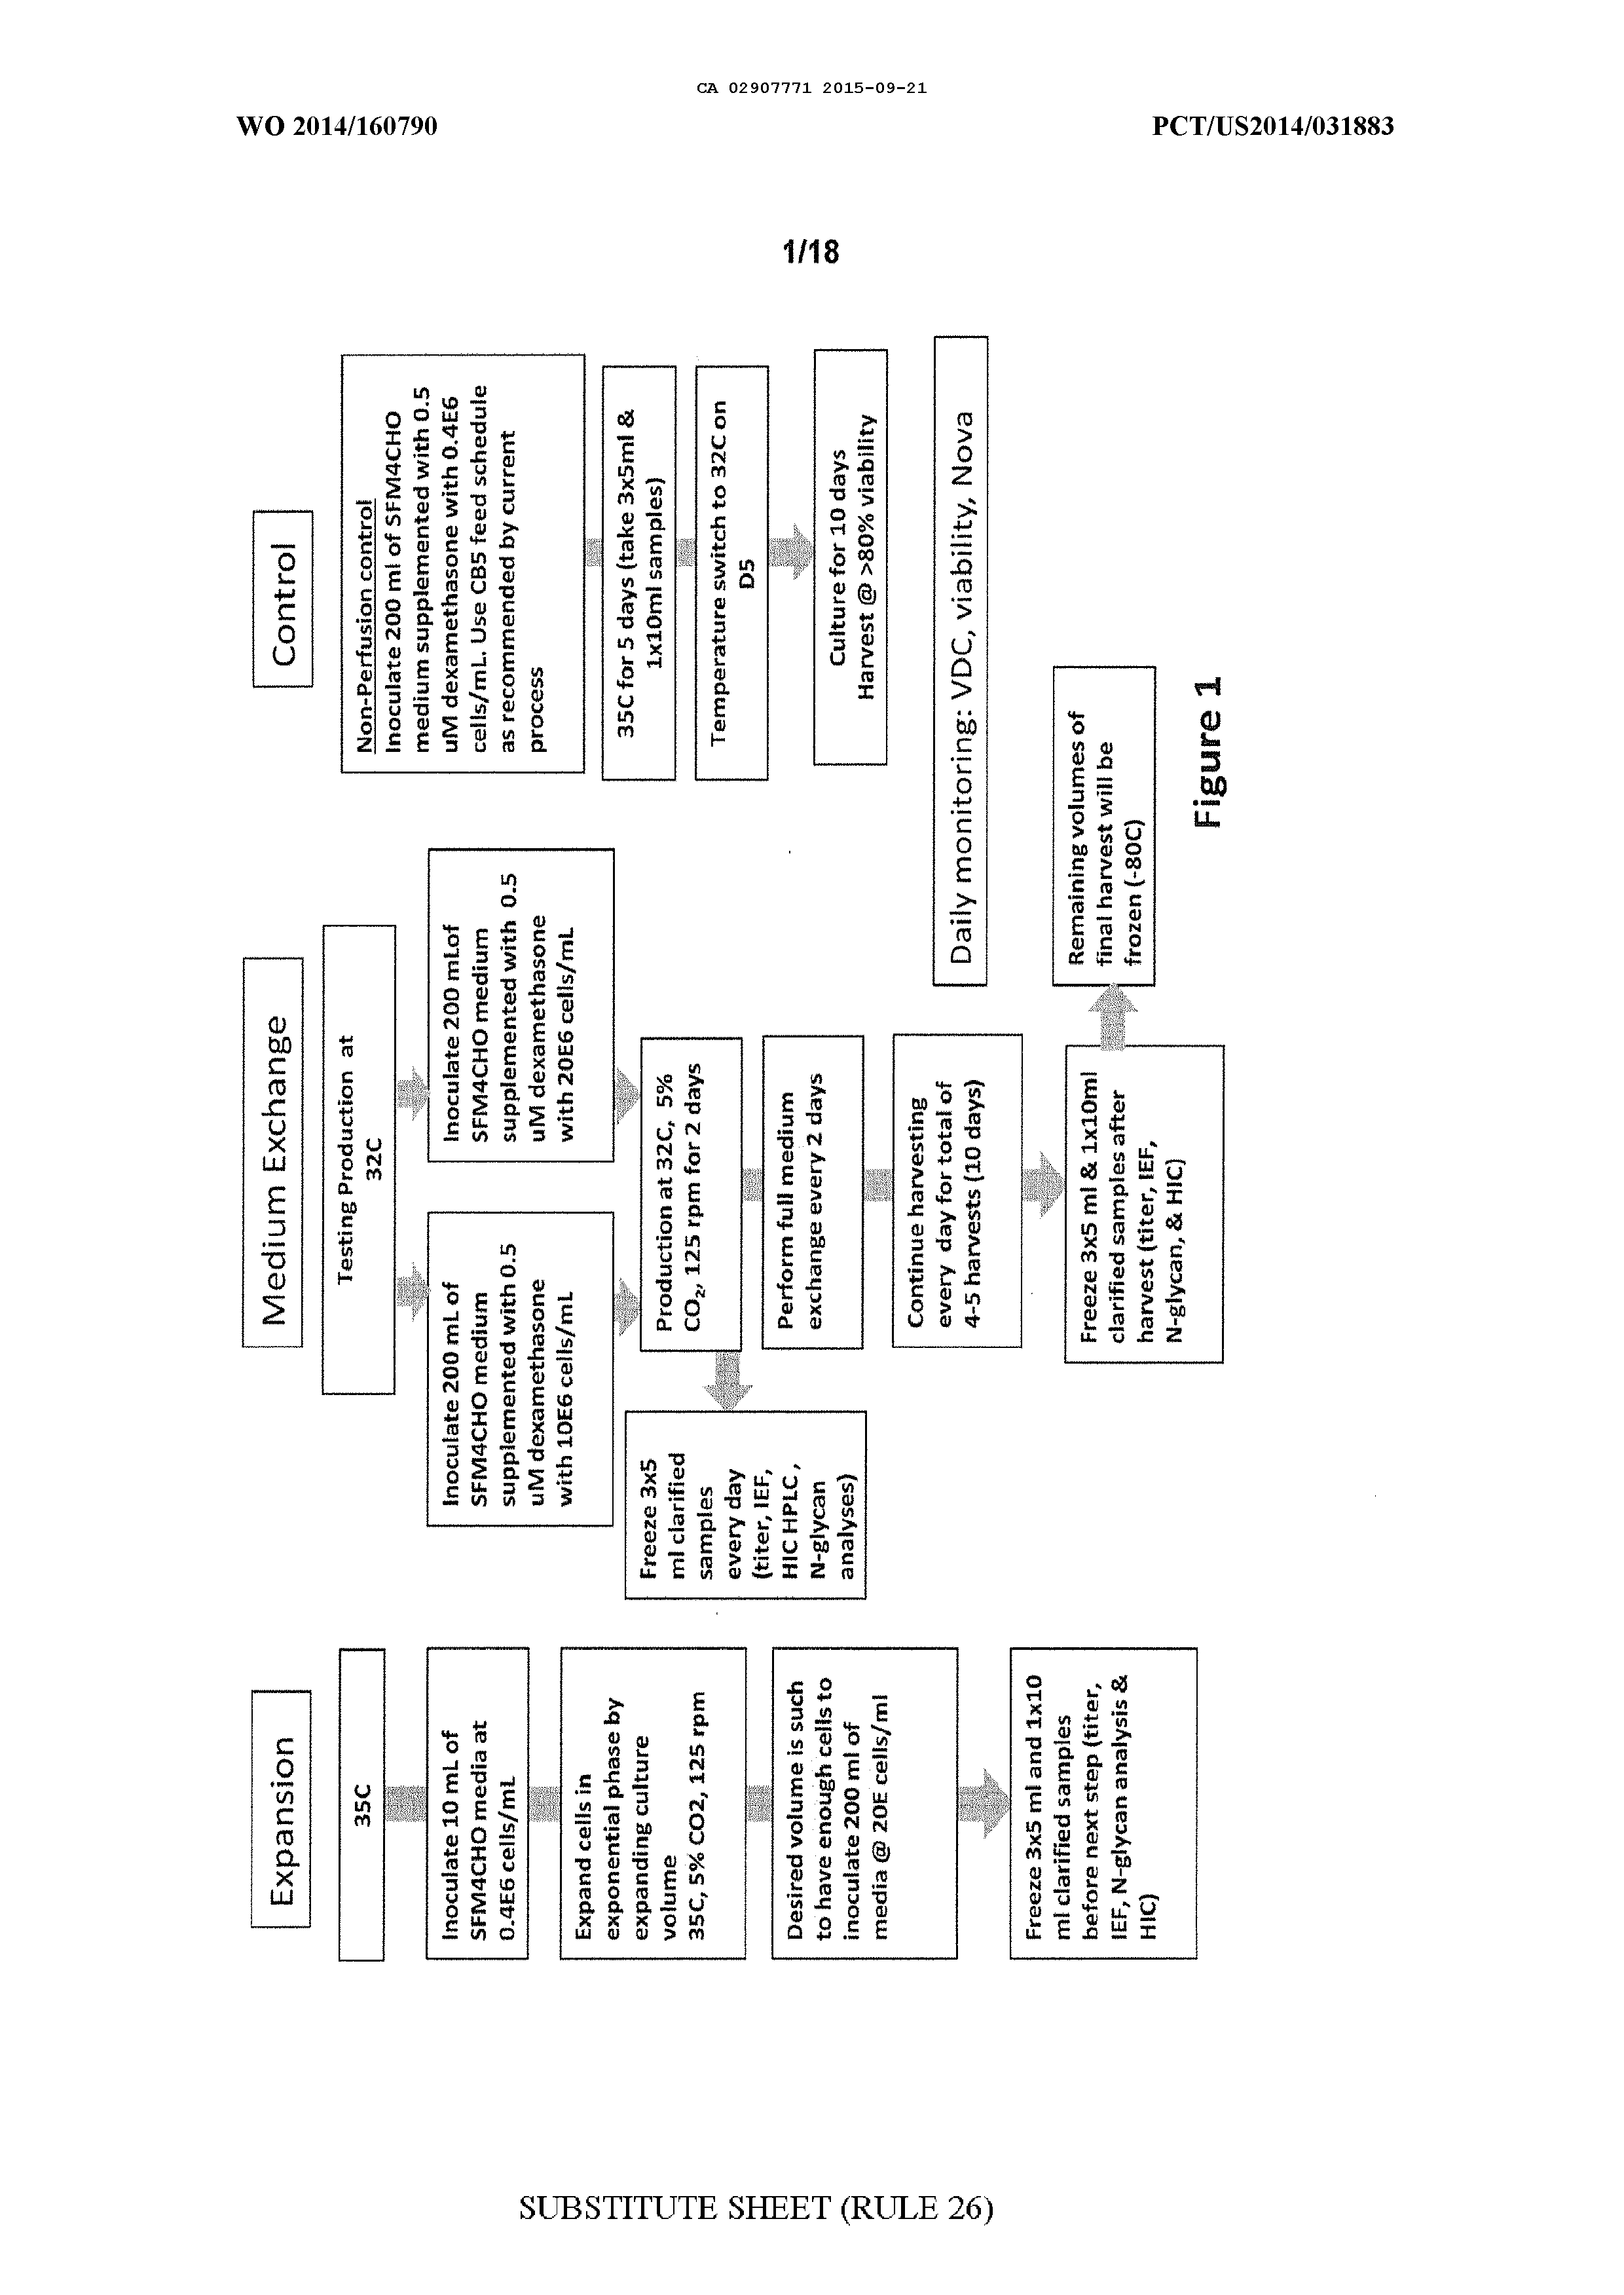 CA 02907771 2015-09-21
WO 2014/160790
PCT/US2014/031883
1/18
Expansion
35C
Inoculate 10 mL of
SFM4CHO media at
0.4E6 cells/mL
Expand cells in
exponential phase by
expanding culture
volume
35C, 5% CO2, 125 rpm
Desired volume is such
to have enough cells to
inoculate 200 ml of
media @ 20E cells/ml
Freeze 3x5 ml and 1x10
ml clarified samples
before next step (titer,
IEF, N-glycan analysis &
HIC)
Medium Exchange
Testing Production at
32C
Inoculate 200 mL of
SFM4CHO medium
supplemented with 0.5
uM dexamethasone
with 10E6 cells/mL
Inoculate 200 mLof
SFM4CHO medium
supplemented with 0.5
uM dexamethasone
with 20E6 cells/mL
Production at 32C, 5%
CO₂, 125 rpm for 2 days
Freeze 3x5
ml clarified
samples
every day
(titer, IEF,
HIC HPLC ,
N-glycan
analyses)
Perform full medium
exchange every 2 days
Continue harvesting
every day for total of
4-5 harvests (10 days)
Freeze 3x5 ml & 1x10ml
clarified samples after
harvest (titer, IEF,
N-glycan, & HIC)
Remaining volumes of
final harvest will be
frozen (-80C)
Control
Non-Perfusion control
Inoculate 200 ml of SFM4CHO
medium supplemented with 0.5
uM dexamethasone with 0.4E6
cells/mL. Use CB5 feed schedule
as recommended by current
process
35C for 5 days (take 3x5ml &
1x10ml samples)
Temperature switch to 32C on
D5
Culture for 10 days
Harvest @ >80% viability
Daily monitoring: VDC, viability, Nova
Figure 1
SUBSTITUTE SHEET (RULE 26)